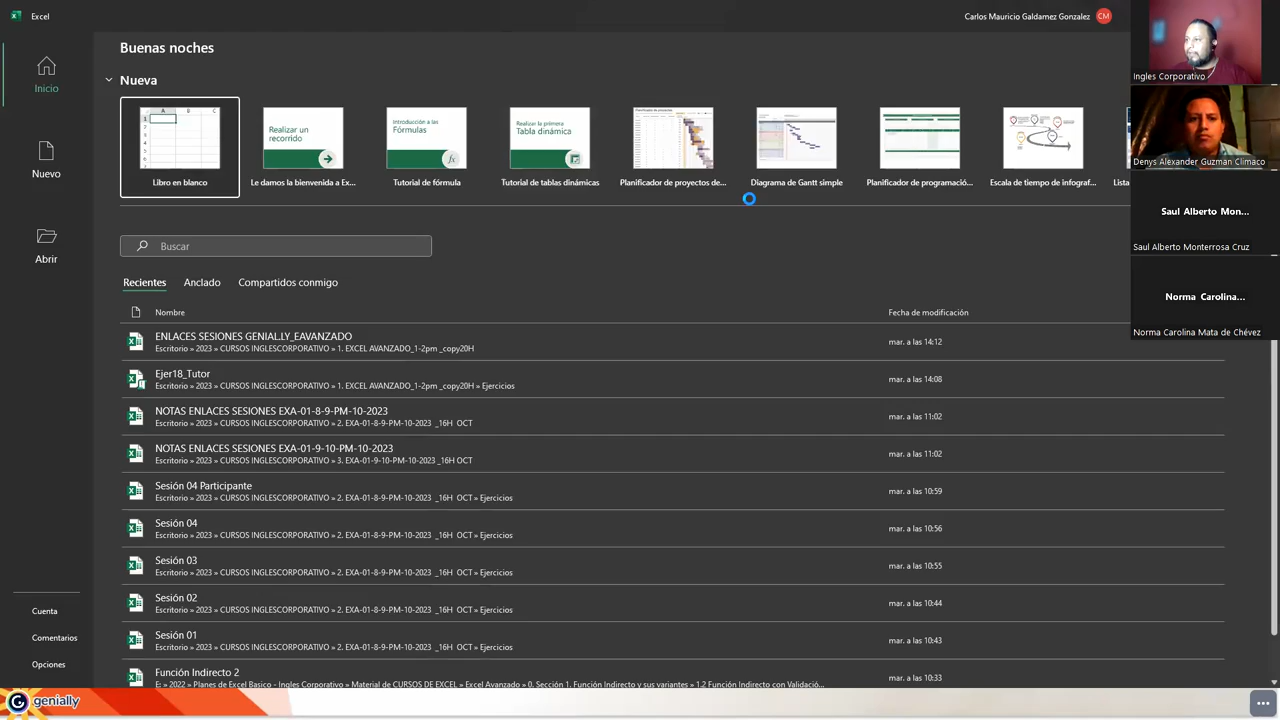 Excel
Carlos Mauricio Galdamez Gonzalez CM
Inicio
Nuevo
Abrir
Cuenta
Comentarios
Opciones
Buenas noches
Nueva
A B C
1
2
3
4
5
6
7
Libro en blanco
Realizar un
recorrido
Le damos la bienvenida a Ex...
Introducción a las
Fórmulas
fx
Tutorial de fórmula
Realizar la primera
Tabla dinámica
Tutorial de tablas dinámicas
Planificador de proyectos
Planificador de proyectos de...
Diagrama de Gantt simple
Planificador de programació...
Escala de tiempo de infograf...
Lista
Buscar
Recientes Anclado Compartidos conmigo
Nombre Fecha de modificación
ENLACES SESIONES GENIAL.LY_EAVANZADO mar. a las 14:12
Escritorio » 2023 » CURSOS INGLESCORPORATIVO » 1. EXCEL AVANZADO_1-2pm _copy20H
Ejer18_Tutor mar. a las 14:08
Escritorio » 2023 » CURSOS INGLESCORPORATIVO » 1. EXCEL AVANZADO_1-2pm _copy20H » Ejercicios
NOTAS ENLACES SESIONES EXA-01-8-9-PM-10-2023 mar. a las 11:02
Escritorio » 2023 » CURSOS INGLESCORPORATIVO » 2. EXA-01-8-9-PM-10-2023 _16H OCT
NOTAS ENLACES SESIONES EXA-01-9-10-PM-10-2023 mar. a las 11:02
Escritorio » 2023 » CURSOS INGLESCORPORATIVO » 3. EXA-01-9-10-PM-10-2023 _16H OCT
Sesión 04 Participante mar. a las 10:59
Escritorio » 2023 » CURSOS INGLESCORPORATIVO » 2. EXA-01-8-9-PM-10-2023 _16H OCT » Ejercicios
Sesión 04 mar. a las 10:56
Escritorio » 2023 » CURSOS INGLESCORPORATIVO » 2. EXA-01-8-9-PM-10-2023 _16H OCT » Ejercicios
Sesión 03 mar. a las 10:55
Escritorio » 2023 » CURSOS INGLESCORPORATIVO » 2. EXA-01-8-9-PM-10-2023 _16H OCT » Ejercicios
Sesión 02 mar. a las 10:44
Escritorio » 2023 » CURSOS INGLESCORPORATIVO » 2. EXA-01-8-9-PM-10-2023 _16H OCT » Ejercicios
Sesión 01 mar. a las 10:43
Escritorio » 2023 » CURSOS INGLESCORPORATIVO » 2. EXA-01-8-9-PM-10-2023 _16H OCT » Ejercicios
Función Indirecto 2 mar. a las 10:33
E: » 2022 » Planes de Excel Basico - Ingles Corporativo » Material de CURSOS DE EXCEL » Excel Avanzado » 0. Sección 1. Función Indirecto y sus variantes » 1.2 Función Indirecto con Validació...
Ingles Corporativo
Denys Alexander Guzmán Climaco
Saul Alberto Mon...
Saul Alberto Monterrosa Cruz
Norma Carolina...
Norma Carolina Mata de Chévez
genially